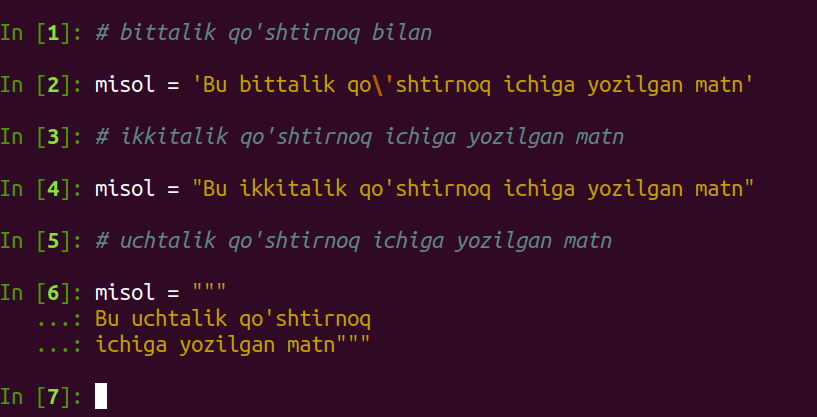 In [1]: # bittalik qo'shtirnoq bilan
In [2]: misol = 'Bu bittalik qo\'shtirnoq ichiga yozilgan matn'
In [3]: # ikkitalik qo'shtirnoq ichiga yozilgan matn
In [4]: misol = "Bu ikkitalik qo'shtirnoq ichiga yozilgan matn"
In [5]: # uchtalik qo'shtirnoq ichiga yozilgan matn
In [6]: misol = """
...: Bu uchtalik qo'shtirnoq
...: ichiga yozilgan matn"""
In [7]: